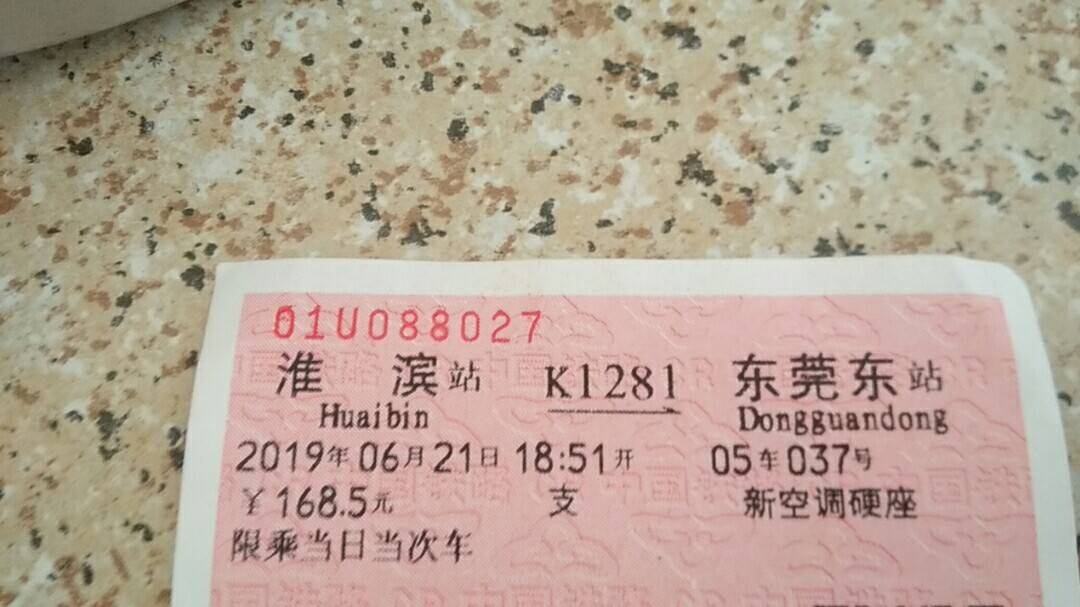 01U088027
淮滨站 K1281 东莞东站
Huaibin Dongguandong
2019年06月21日 18:51开 05车037号
¥168.5元 支 新空调硬座
限乘当日当次车